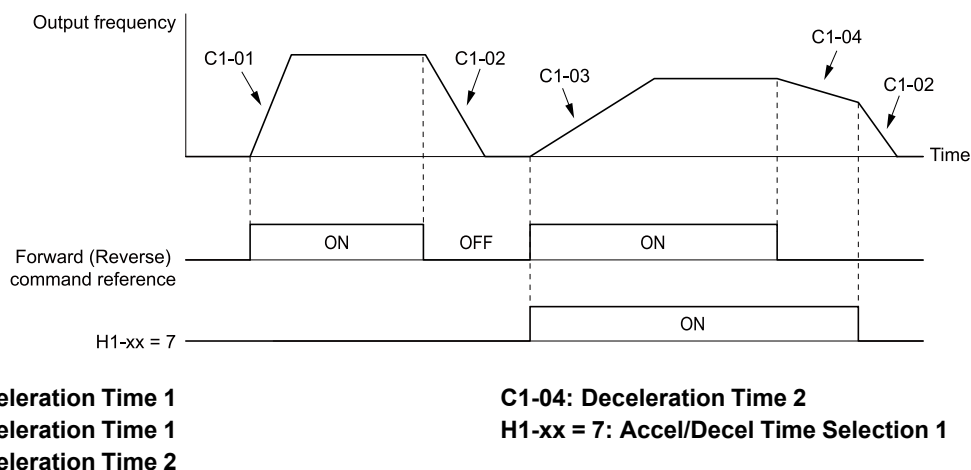 Output frequency
C1-01
C1-02
C1-03
C1-04
C1-02
Time
Forward (Reverse)
command reference
ON
OFF
ON
H1-xx = 7
ON
eleration Time 1
eleration Time 1
eleration Time 2
C1-04: Deceleration Time 2
H1-xx = 7: Accel/Decel Time Selection 1